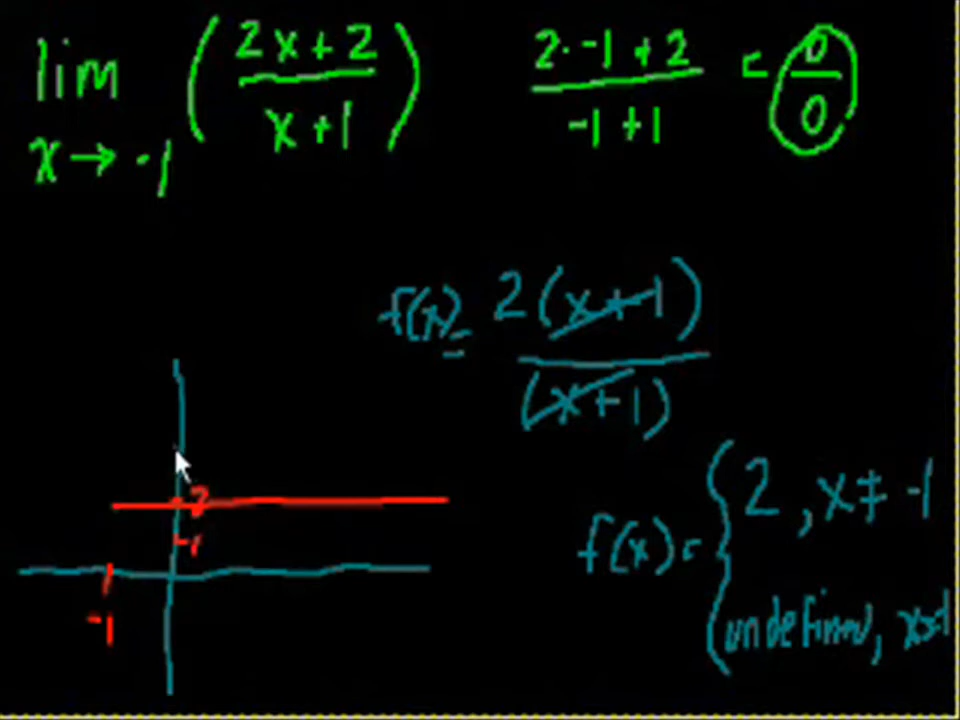 lim x→-1 (2x+2 / x+1)
2·-1+2 / -1+1 = 0/0
f(x) = 2(x+1) / (x+1)
f(x) = { 2, x≠-1
undefined, x=-1
2
1
-1